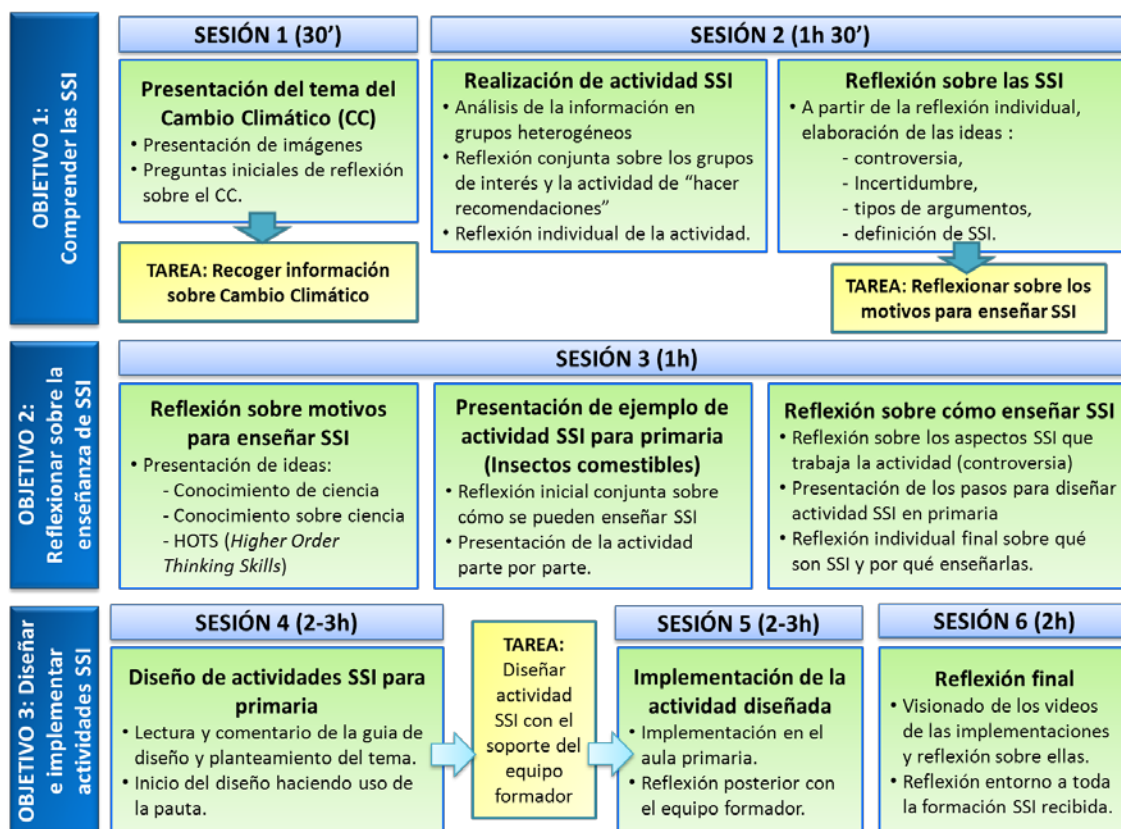 OBJETIVO 1:
Comprender las SSI
SESIÓN 1 (30’)
Presentación del tema del
Cambio Climático (CC)
• Presentación de imágenes
• Preguntas iniciales de reflexión
sobre el CC.
TAREA: Recoger información
sobre Cambio Climático
SESIÓN 2 (1h 30’)
Realización de actividad SSI
• Análisis de la información en
grupos heterogéneos
• Reflexión conjunta sobre los grupos
de interés y la actividad de “hacer
recomendaciones”
• Reflexión individual de la actividad.
Reflexión sobre las SSI
• A partir de la reflexión individual,
elaboración de las ideas :
- controversia,
- Incertidumbre,
- tipos de argumentos,
- definición de SSI.
TAREA: Reflexionar sobre los
motivos para enseñar SSI
OBJETIVO 2:
Reflexionar sobre la
enseñanza de SSI
SESIÓN 3 (1h)
Reflexión sobre motivos
para enseñar SSI
• Presentación de ideas:
- Conocimiento de ciencia
- Conocimiento sobre ciencia
- HOTS (Higher Order
Thinking Skills)
Presentación de ejemplo de
actividad SSI para primaria
(Insectos comestibles)
• Reflexión inicial conjunta sobre
cómo se pueden enseñar SSI
• Presentación de la actividad
parte por parte.
Reflexión sobre cómo enseñar SSI
• Reflexión sobre los aspectos SSI que
trabaja la actividad (controversia)
• Presentación de los pasos para diseñar
actividad SSI en primaria
• Reflexión individual final sobre qué
son SSI y por qué enseñarlas.
OBJETIVO 3: Diseñar
e implementar
actividades SSI
SESIÓN 4 (2-3h)
Diseño de actividades SSI para
primaria
• Lectura y comentario de la guia de
diseño y planteamiento del tema.
• Inicio del diseño haciendo uso de
la pauta.
TAREA:
Diseñar
actividad
SSI con el
soporte del
equipo
formador
SESIÓN 5 (2-3h)
Implementación de la
actividad diseñada
• Implementación en el
aula primaria.
• Reflexión posterior con
el equipo formador.
SESIÓN 6 (2h)
Reflexión final
• Visionado de los videos
de las implementaciones
y reflexión sobre ellas.
• Reflexión entorno a toda
la formación SSI recibida.